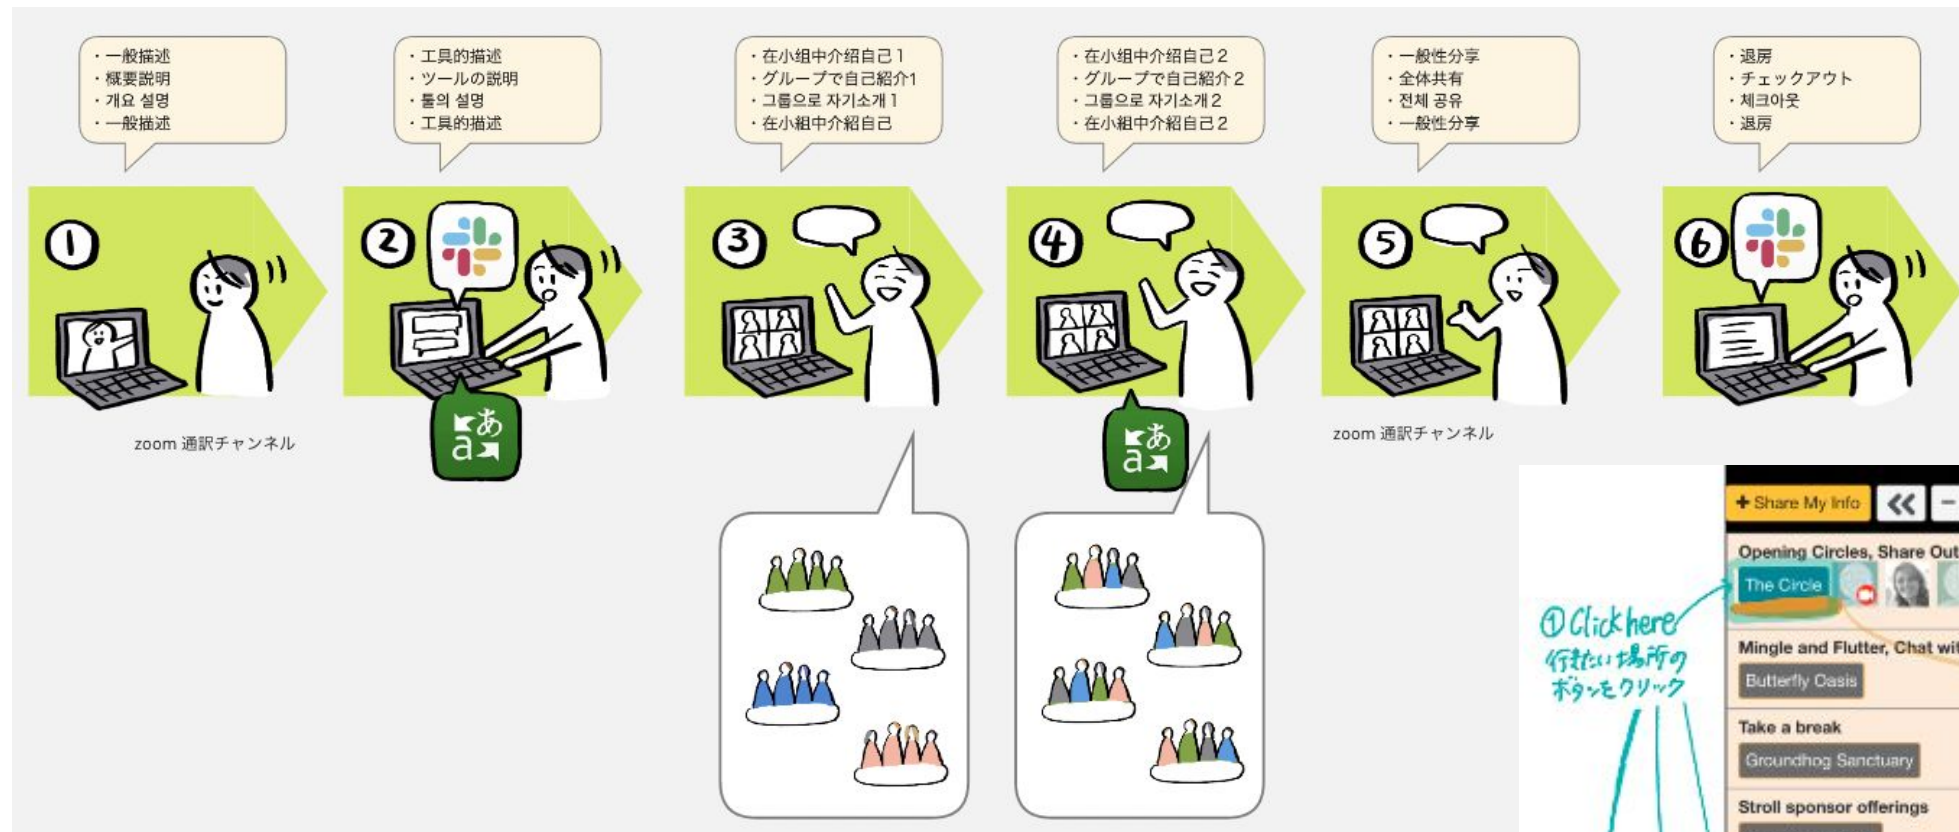 ・一般描述
・概要説明
・개요 설명
・一般描述
・工具的描述
・ツールの説明
・툴의 설명
・工具的描述
・在小组中介绍自己1
・グループで自己紹介1
・그룹으로 자기소개1
・在小組中介紹自己
・在小组中介绍自己2
・グループで自己紹介2
・그룹으로 자기소개2
・在小組中介紹自己2
・一般性分享
・全体共有
・전체 공유
・一般性分享
・退房
・チェックアウト
・체크아웃
・退房
1
2
3
4
5
6
zoom 通訳チャンネル
あ
a
あ
a
zoom 通訳チャンネル
+ Share My Info
Opening Circles, Share Out
The Circle
① Click here
行きたい場所の
ボタンをクリック
Mingle and Flutter, Chat wit
Butterfly Oasis
Take a break
Groundhog Sanctuary
Stroll sponsor offerings